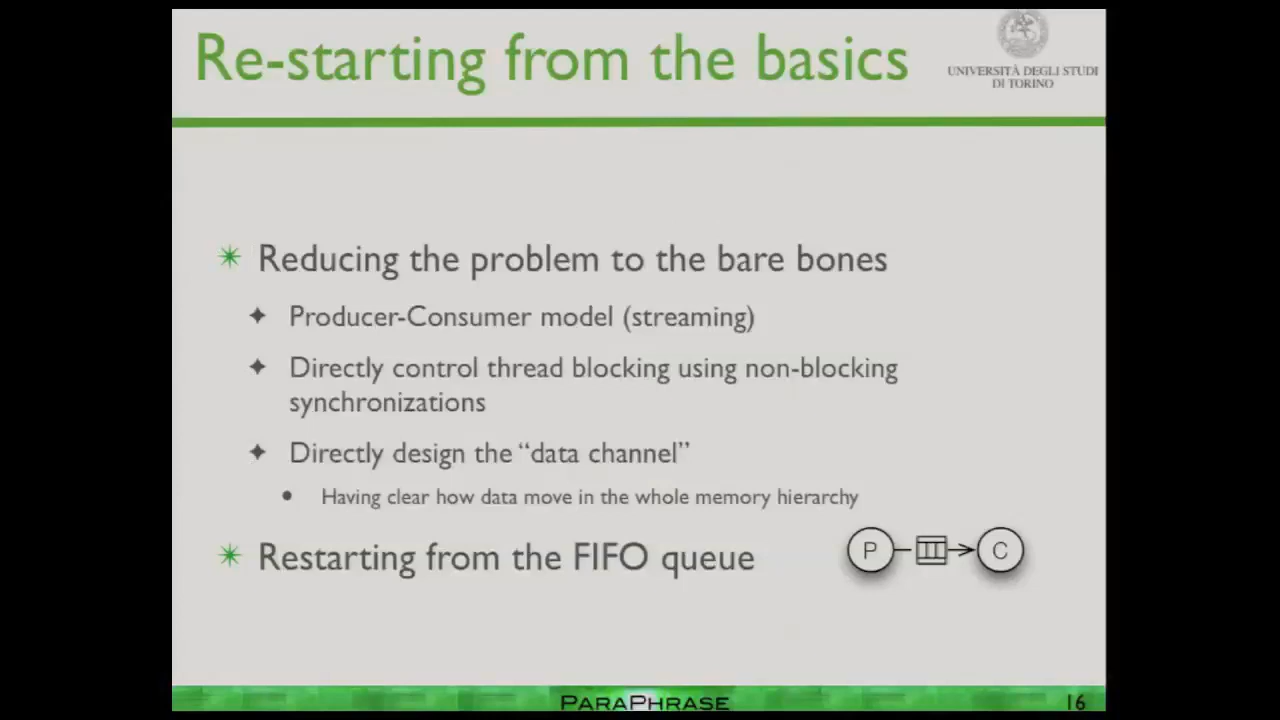 Re-starting from the basics
UNIVERSITÀ DEGLI STUDI
DI TORINO
Reducing the problem to the bare bones
Producer-Consumer model (streaming)
Directly control thread blocking using non-blocking
synchronizations
Directly design the “data channel”
Having clear how data move in the whole memory hierarchy
Restarting from the FIFO queue
P
C
PARAPHRASE
16